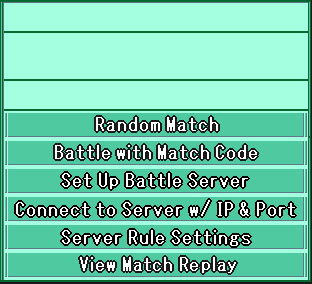 Random Match
Battle with Match Code
Set Up Battle Server
Connect to Server w/ IP & Port
Server Rule Settings
View Match Replay